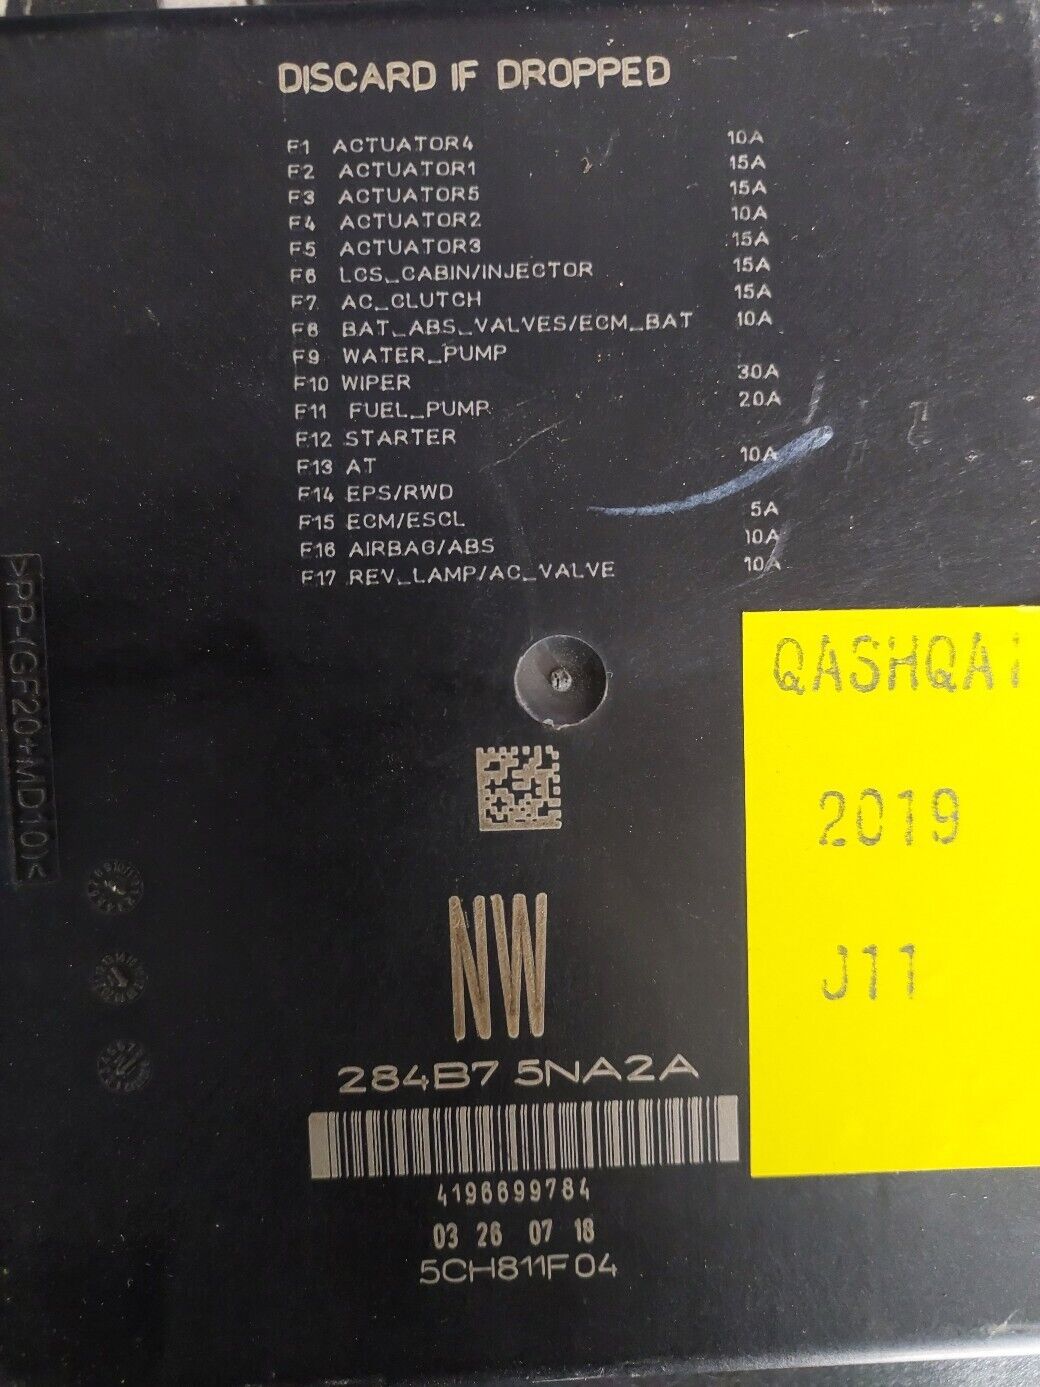 DISCARD IF DROPPED
F1 ACTUATOR4 10A
F2 ACTUATOR1 15A
F3 ACTUATOR5 15A
F4 ACTUATOR2 10A
F5 ACTUATOR3 15A
F6 LCS_CABIN/INJECTOR 15A
F7 AC_CLUTCH 15A
F8 BAT_ABS_VALVES/ECM_BAT 10A
F9 WATER_PUMP
F10 WIPER 30A
F11 FUEL_PUMP 20A
F12 STARTER
F13 AT 10A
F14 EPS/RWD
F15 ECM/ESCL 5A
F16 AIRBAG/ABS 10A
F17 REV_LAMP/AC_VALVE 10A
>PP-(GF20+MD10)<
QASHQAI
2019
J11
NW
284B7 5NA2A
4196699784
03 26 07 18
5CH811F04